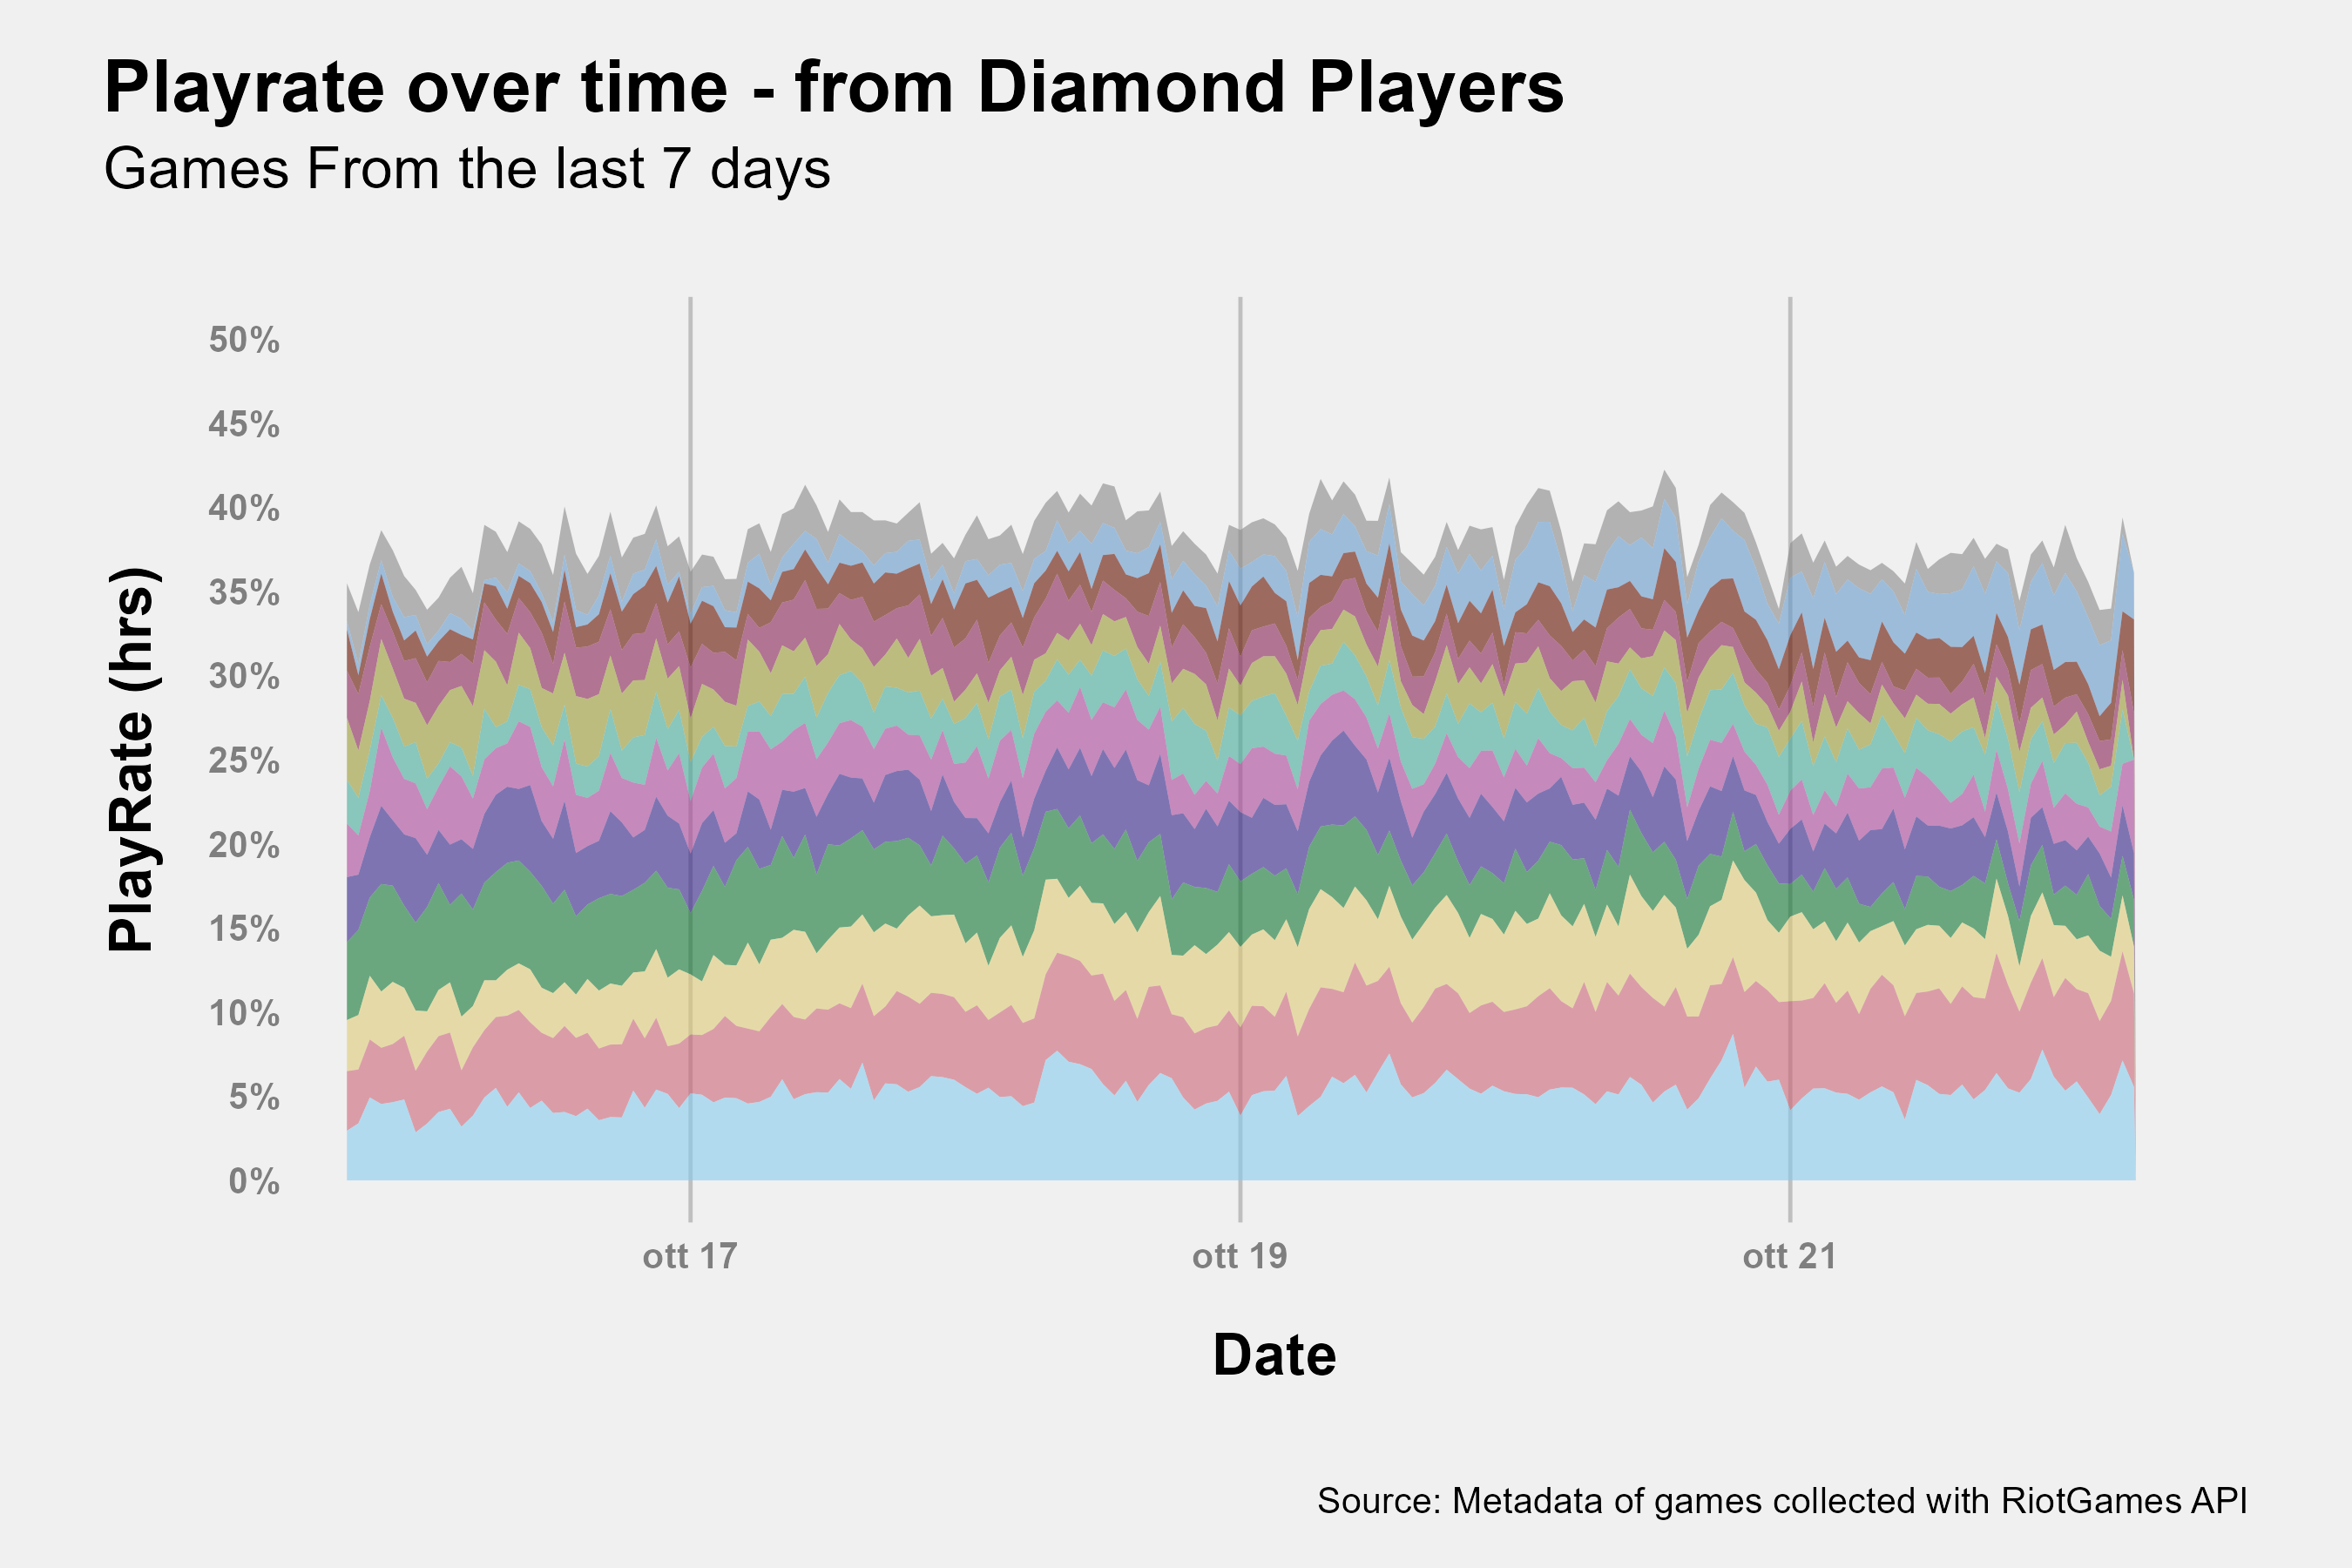 Playrate over time - from Diamond Players
Games From the last 7 days
50%
45%
40%
35%
30%
25%
20%
15%
10%
5%
0%
PlayRate (hrs)
ott 17
ott 19
ott 21
Date
Source: Metadata of games collected with RiotGames API